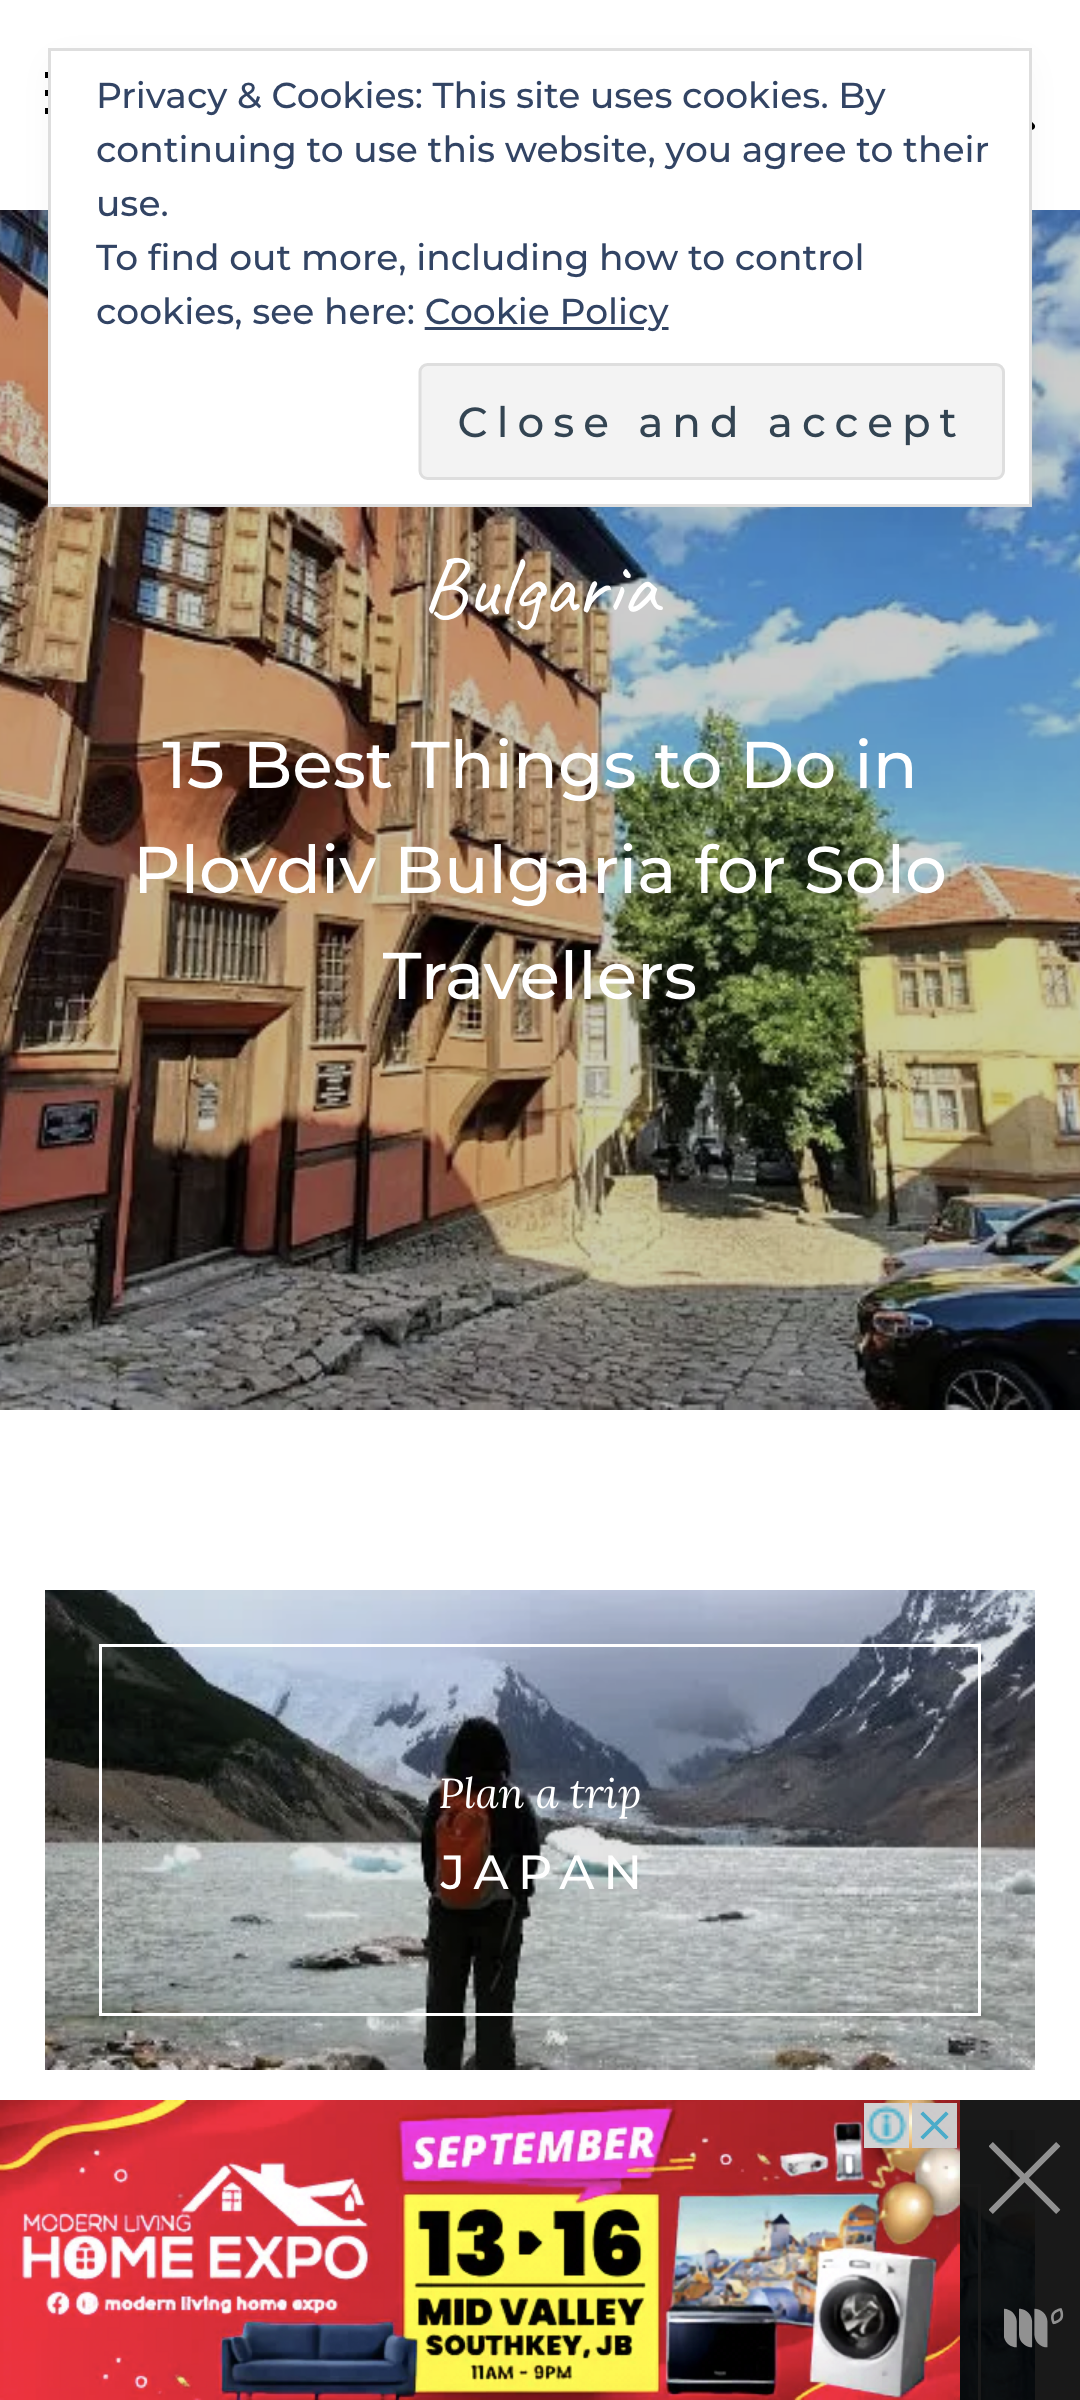 Privacy & Cookies: This site uses cookies. By
continuing to use this website, you agree to their
use.
To find out more, including how to control
cookies, see here: Cookie Policy
Close and accept
Bulgaria
15 Best Things to Do in
Plovdiv Bulgaria for Solo
Travellers
Plan a trip
JAPAN
MODERN LIVING
HOME EXPO
modern living home expo
SEPTEMBER
13 ▸ 16
MID VALLEY
SOUTHKEY, JB
11AM - 9PM